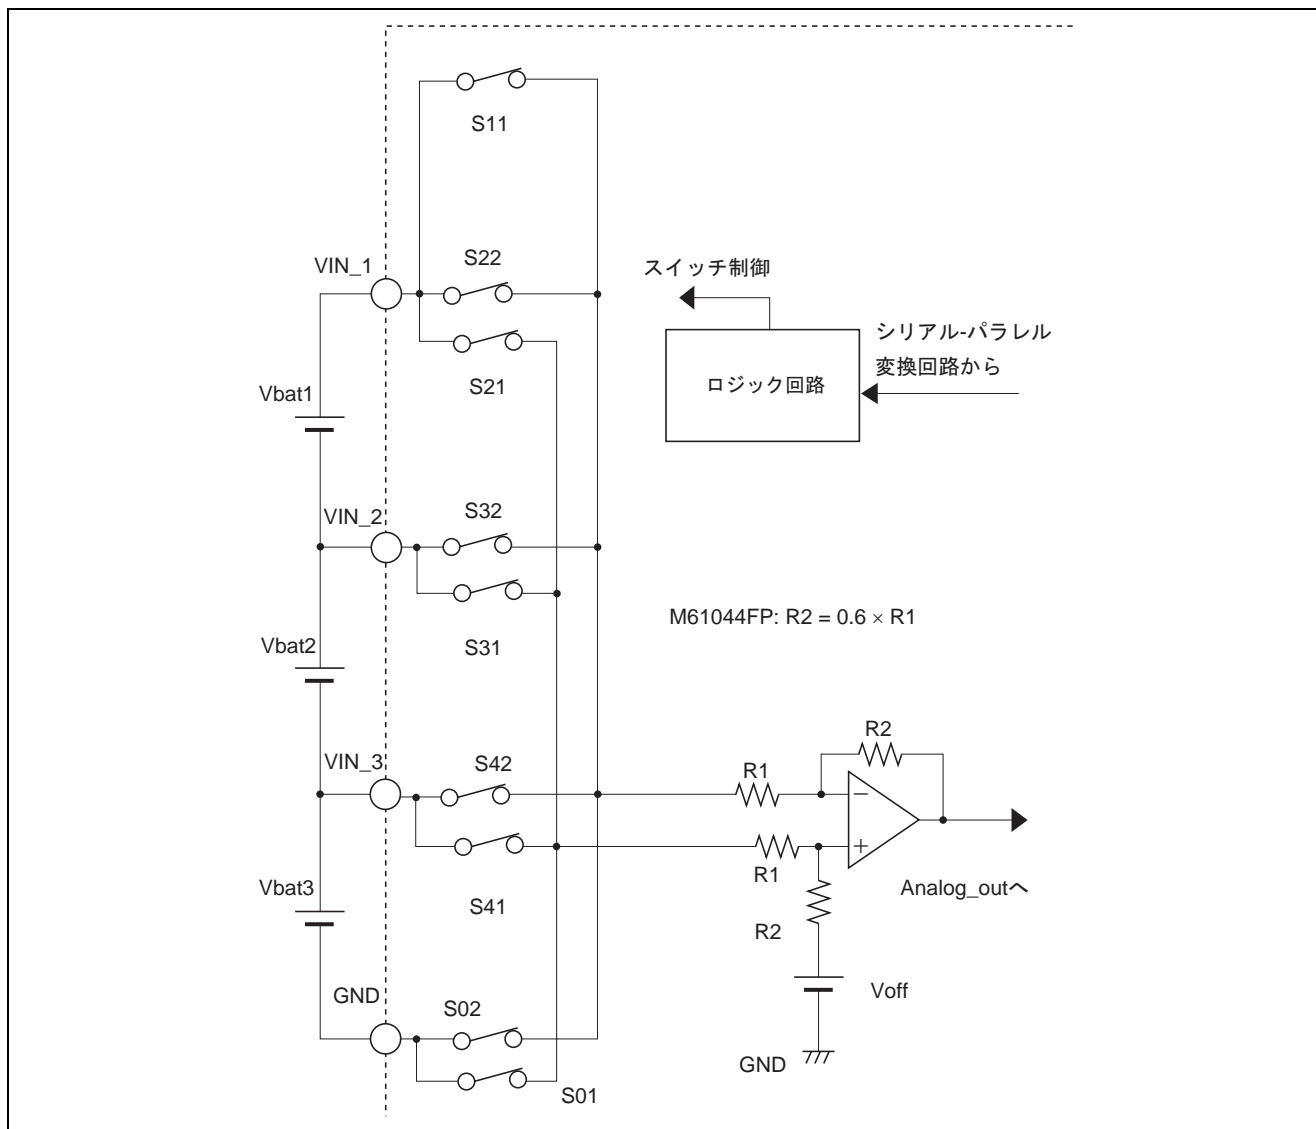 S11
S22
VIN_1
スイッチ制御
シリアル-パラレル
変換回路から
ロジック回路
S21
Vbat1
S32
VIN_2
M61044FP: R2 = 0.6 × R1
S31
Vbat2
R2
VIN_3
S42
R1
−
+
R1
Vbat3
S41
Analog_outへ
R2
GND
S02
Voff
GND
S01